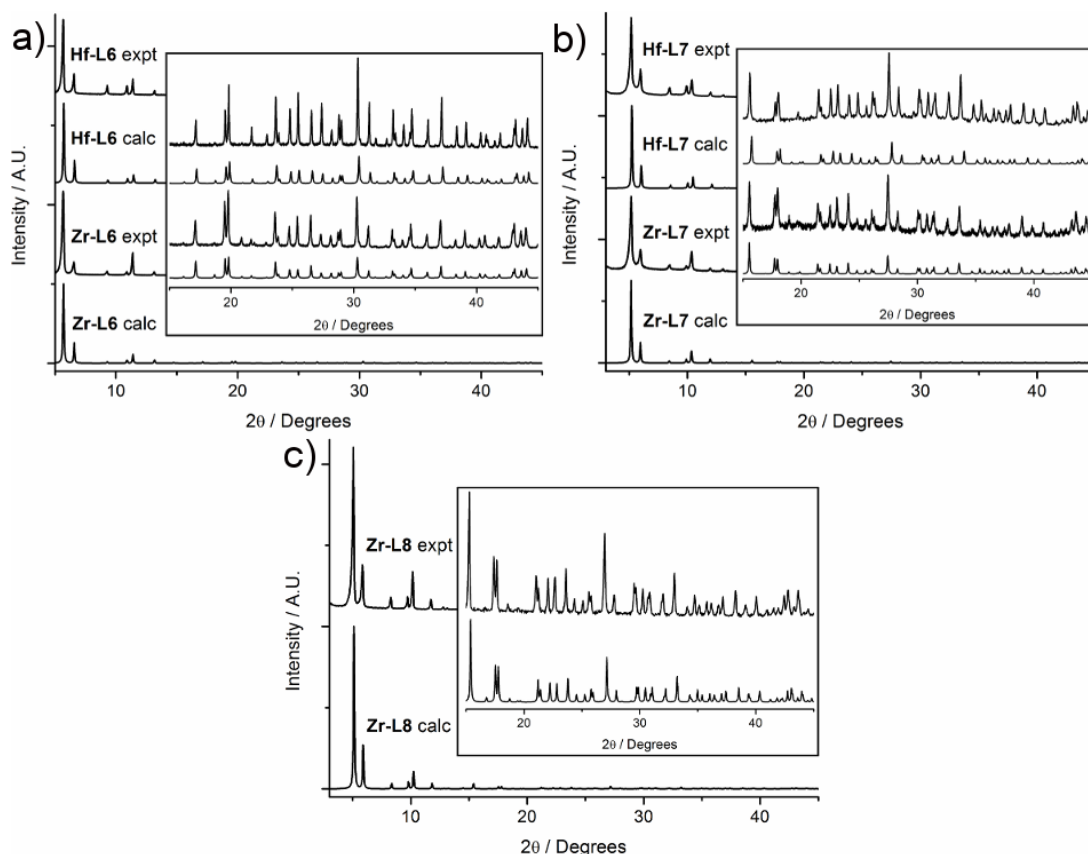 a)
Intensity / A.U.
Hf-L6 expt
Hf-L6 calc
Zr-L6 expt
Zr-L6 calc
20 30 40
2θ / Degrees
10 20 30 40
2θ / Degrees
b)
Intensity / A.U.
Hf-L7 expt
Hf-L7 calc
Zr-L7 expt
Zr-L7 calc
20 30 40
2θ / Degrees
10 20 30 40
2θ / Degrees
c)
Intensity / A.U.
Zr-L8 expt
Zr-L8 calc
20 30 40
2θ / Degrees
10 20 30 40
2θ / Degrees